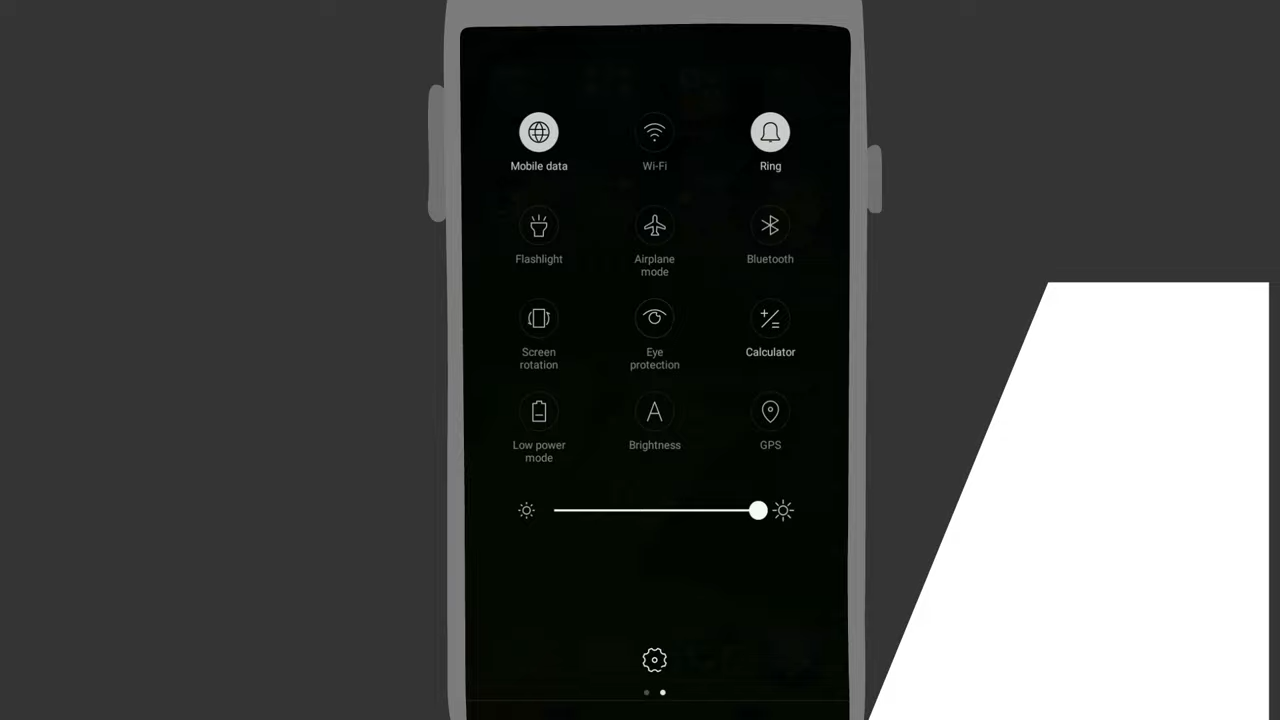 Mobile data
Wi-Fi
Ring
Flashlight
Airplane
mode
Bluetooth
Screen
rotation
Eye
protection
Calculator
Low power
mode
Brightness
GPS